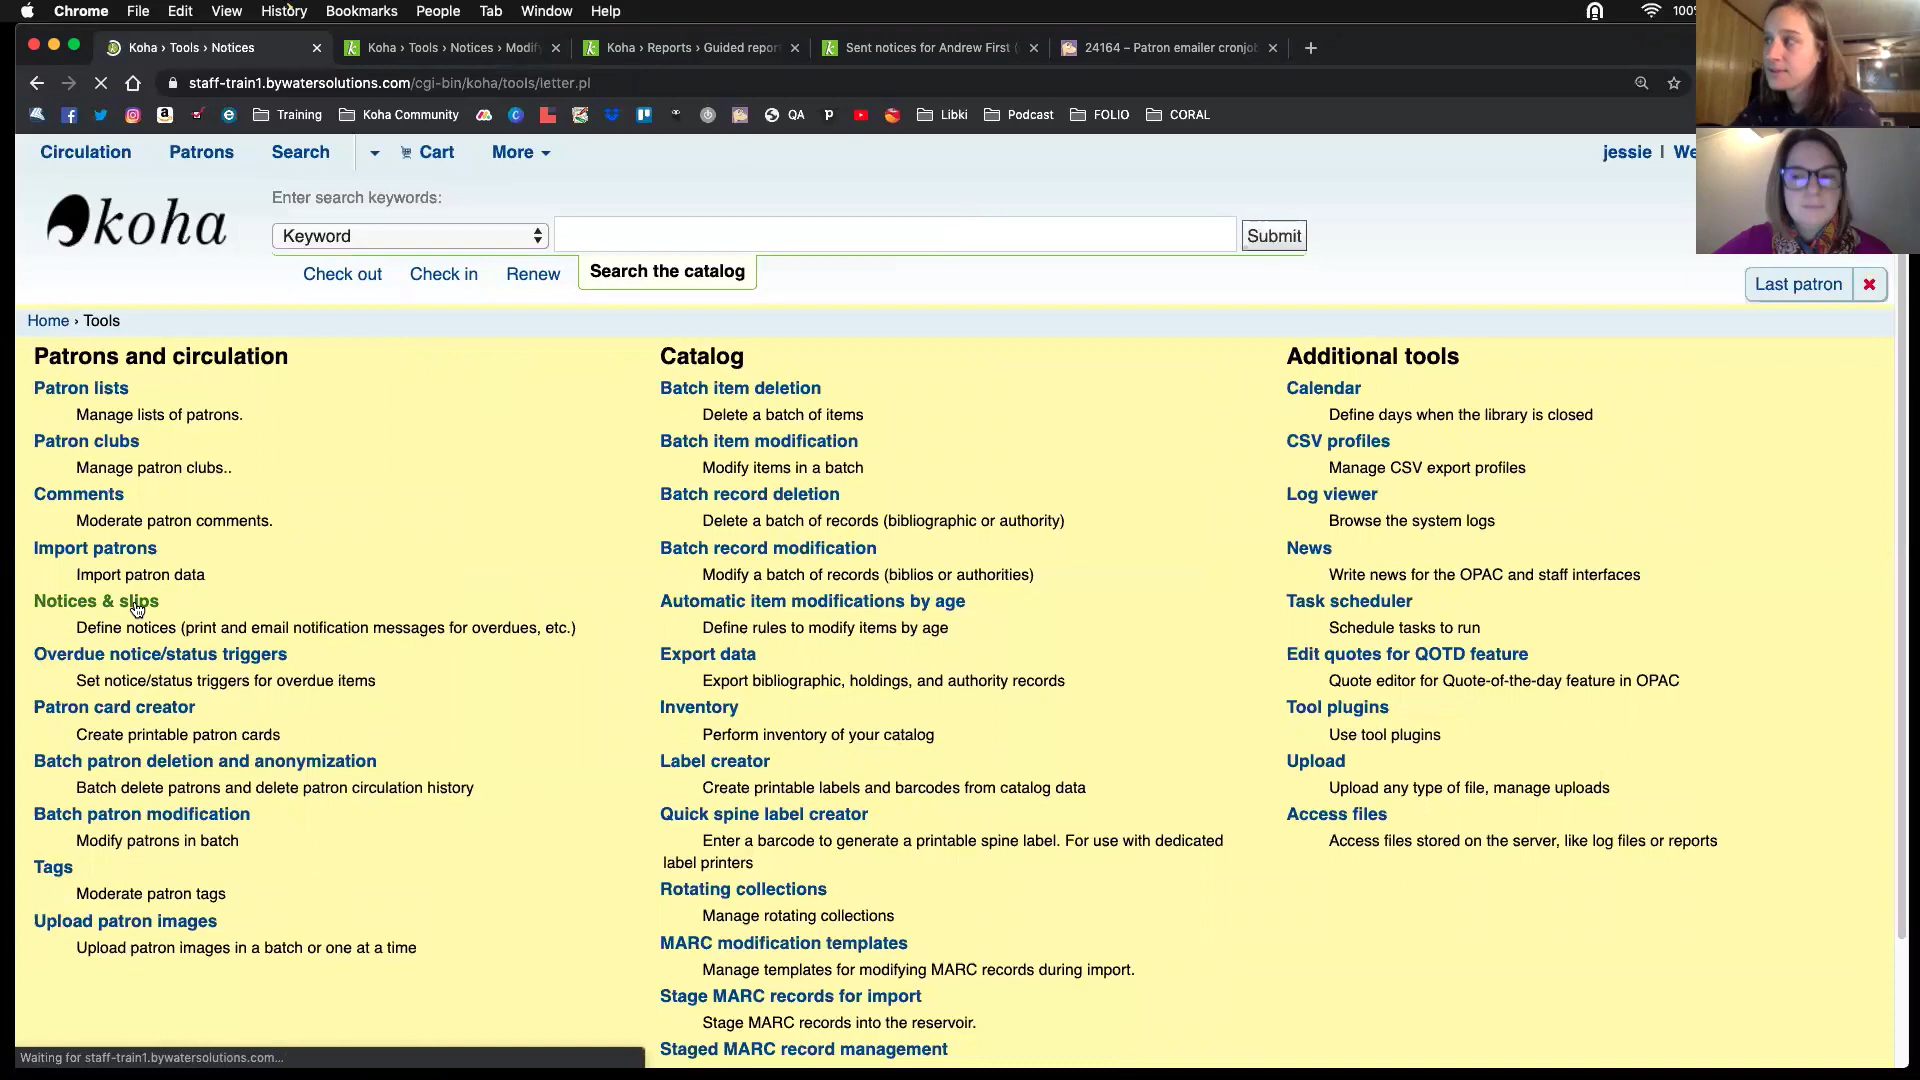 Chrome File Edit View History Bookmarks People Tab Window Help 100%
Koha › Tools › Notices
Koha › Tools › Notices › Modif
Koha › Reports › Guided repor
Sent notices for Andrew First (
24164 – Patron emailer cronjo
staff-train1.bywatersolutions.com/cgi-bin/koha/tools/letter.pl
Training Koha Community QA Libki Podcast FOLIO CORAL
Circulation Patrons Search Cart More jessie | We
koha
Enter search keywords:
Keyword Submit
Check out Check in Renew Search the catalog
Last patron
Home › Tools
Patrons and circulation
Patron lists
Manage lists of patrons.
Patron clubs
Manage patron clubs..
Comments
Moderate patron comments.
Import patrons
Import patron data
Notices & slips
Define notices (print and email notification messages for overdues, etc.)
Overdue notice/status triggers
Set notice/status triggers for overdue items
Patron card creator
Create printable patron cards
Batch patron deletion and anonymization
Batch delete patrons and delete patron circulation history
Batch patron modification
Modify patrons in batch
Tags
Moderate patron tags
Upload patron images
Upload patron images in a batch or one at a time
Catalog
Batch item deletion
Delete a batch of items
Batch item modification
Modify items in a batch
Batch record deletion
Delete a batch of records (bibliographic or authority)
Batch record modification
Modify a batch of records (biblios or authorities)
Automatic item modifications by age
Define rules to modify items by age
Export data
Export bibliographic, holdings, and authority records
Inventory
Perform inventory of your catalog
Label creator
Create printable labels and barcodes from catalog data
Quick spine label creator
Enter a barcode to generate a printable spine label. For use with dedicated
label printers
Rotating collections
Manage rotating collections
MARC modification templates
Manage templates for modifying MARC records during import.
Stage MARC records for import
Stage MARC records into the reservoir.
Staged MARC record management
Additional tools
Calendar
Define days when the library is closed
CSV profiles
Manage CSV export profiles
Log viewer
Browse the system logs
News
Write news for the OPAC and staff interfaces
Task scheduler
Schedule tasks to run
Edit quotes for QOTD feature
Quote editor for Quote-of-the-day feature in OPAC
Tool plugins
Use tool plugins
Upload
Upload any type of file, manage uploads
Access files
Access files stored on the server, like log files or reports
Waiting for staff-train1.bywatersolutions.com...